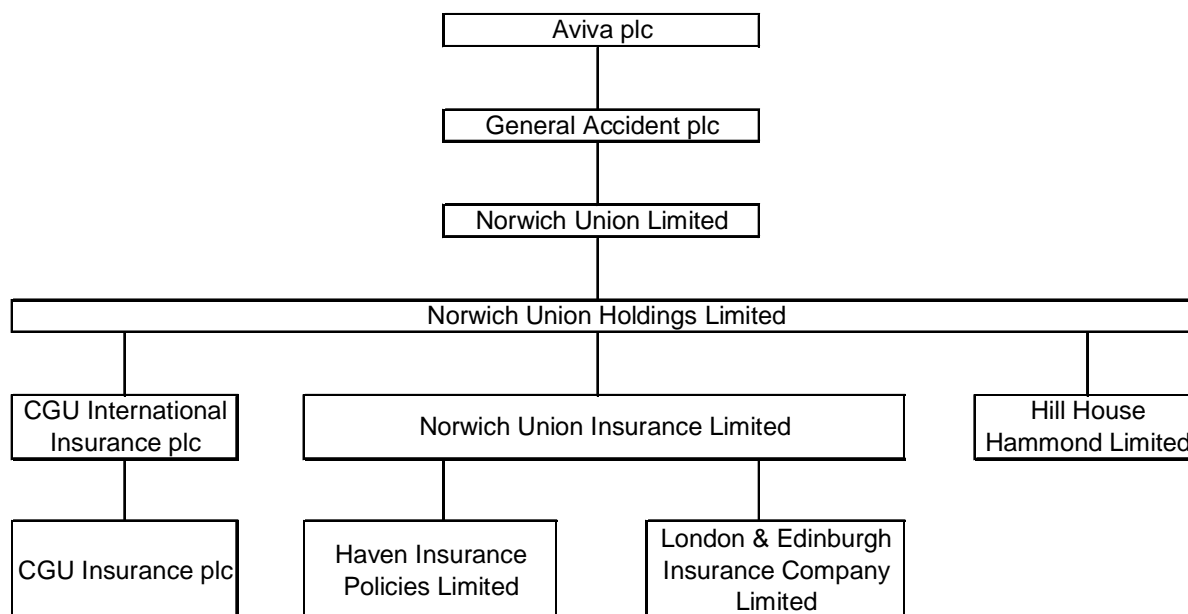 Aviva plc
General Accident plc
Norwich Union Limited
Norwich Union Holdings Limited
CGU International
Insurance plc
Norwich Union Insurance Limited
Hill House
Hammond Limited
CGU Insurance plc
Haven Insurance
Policies Limited
London & Edinburgh
Insurance Company
Limited